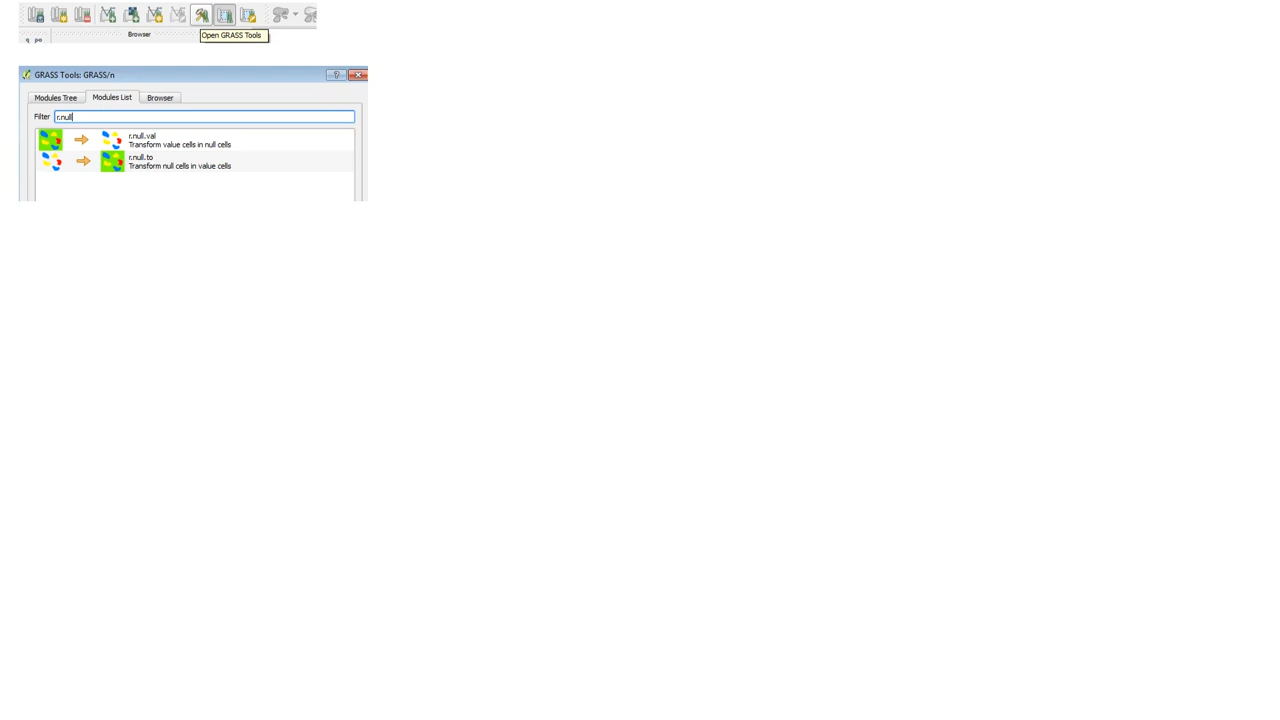 Browser
Open GRASS Tools
GRASS Tools: GRASS/n
Modules Tree
Modules List
Browser
Filter
r.null
r.null.val
Transform value cells in null cells
r.null.to
Transform null cells in value cells